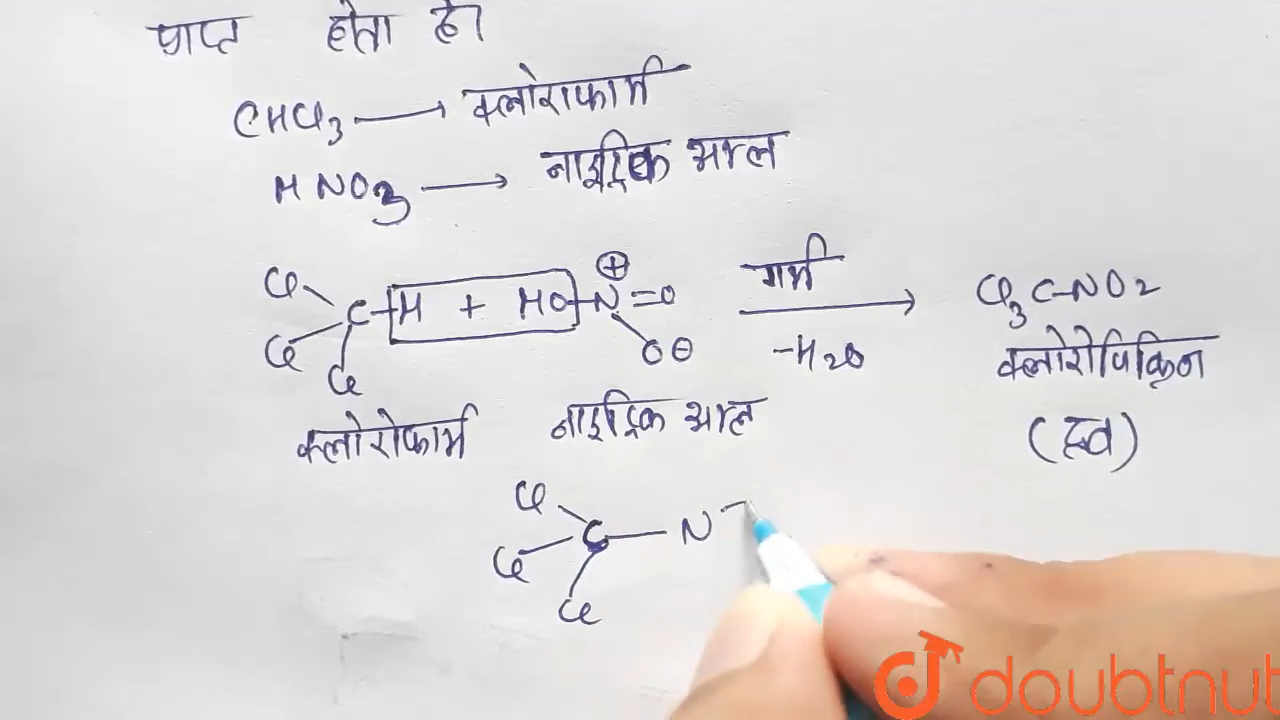 प्राप्त होता है।
CHCl3 → क्लोरोफार्म
HNO3 → नाइट्रिक अम्ल
Cl
Cl C-H + HO-N=O
Cl
⊕
O⊖
गर्म
-H2O
Cl3C-NO2
क्लोरोपिक्रिन
(द्रव)
क्लोरोफार्म नाइट्रिक अम्ल
Cl
Cl C — N
Cl
doubtnut